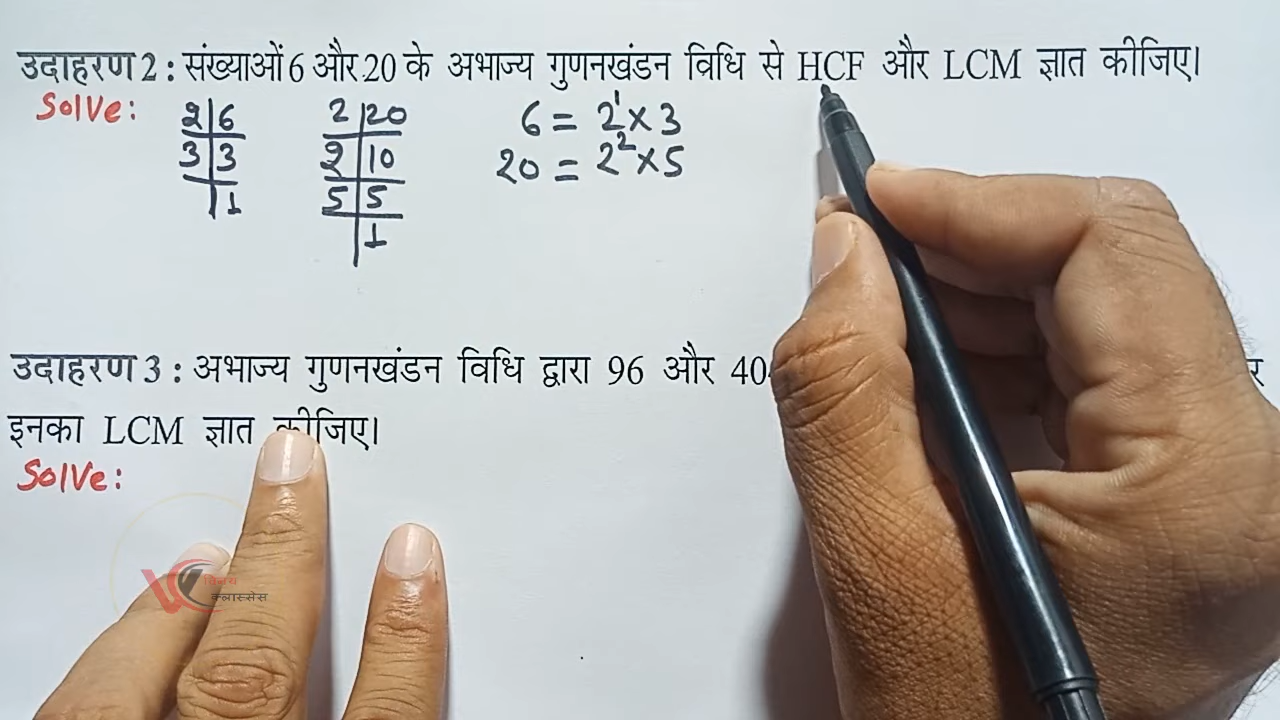 उदाहरण 2 : संख्याओं 6 और 20 के अभाज्य गुणनखंडन विधि से HCF और LCM ज्ञात कीजिए।
Solve:
2 6
3 3
1
2 20
2 10
5 5
1
6 = 2¹ × 3
20 = 2² × 5
उदाहरण 3 : अभाज्य गुणनखंडन विधि द्वारा 96 और 40
इनका LCM ज्ञात कीजिए।
Solve:
VC विनय
क्लास्सेस